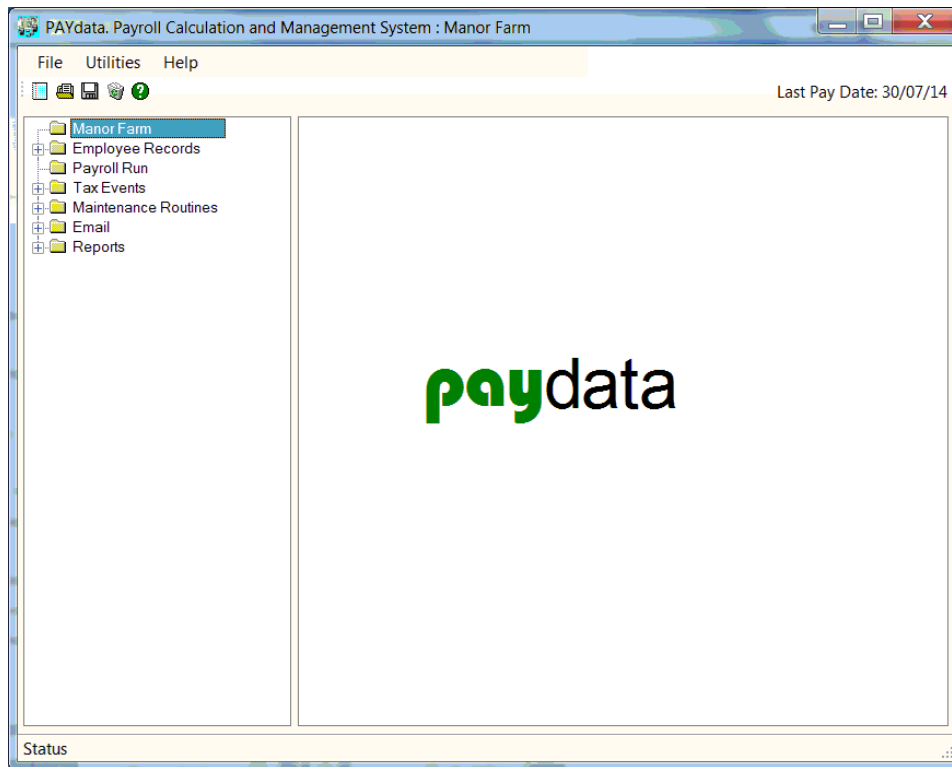 PAYdata. Payroll Calculation and Management System : Manor Farm
File Utilities Help
Last Pay Date: 30/07/14
Manor Farm
Employee Records
Payroll Run
Tax Events
Maintenance Routines
Email
Reports
paydata
Status